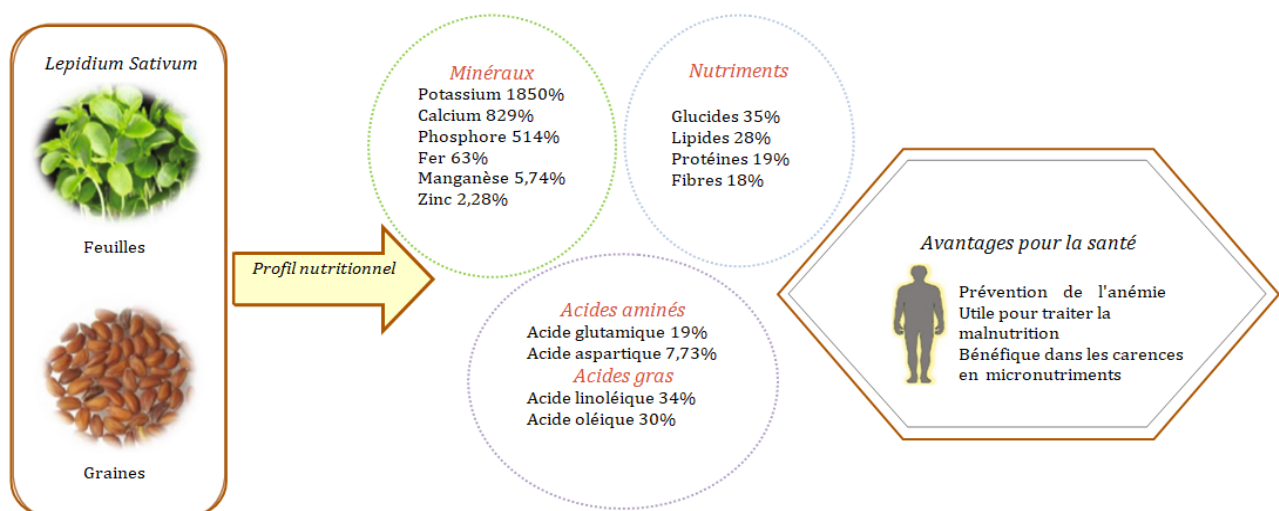 Lepidium Sativum
Feuilles
Graines
Profil nutritionnel
Minéraux
Potassium 1850%
Calcium 829%
Phosphore 514%
Fer 63%
Manganèse 5,74%
Zinc 2,28%
Nutriments
Glucides 35%
Lipides 28%
Protéines 19%
Fibres 18%
Acides aminés
Acide glutamique 19%
Acide aspartique 7,73%
Acides gras
Acide linoléique 34%
Acide oléique 30%
Avantages pour la santé
Prévention de l'anémie
Utile pour traiter la
malnutrition
Bénéfique dans les carences
en micronutriments